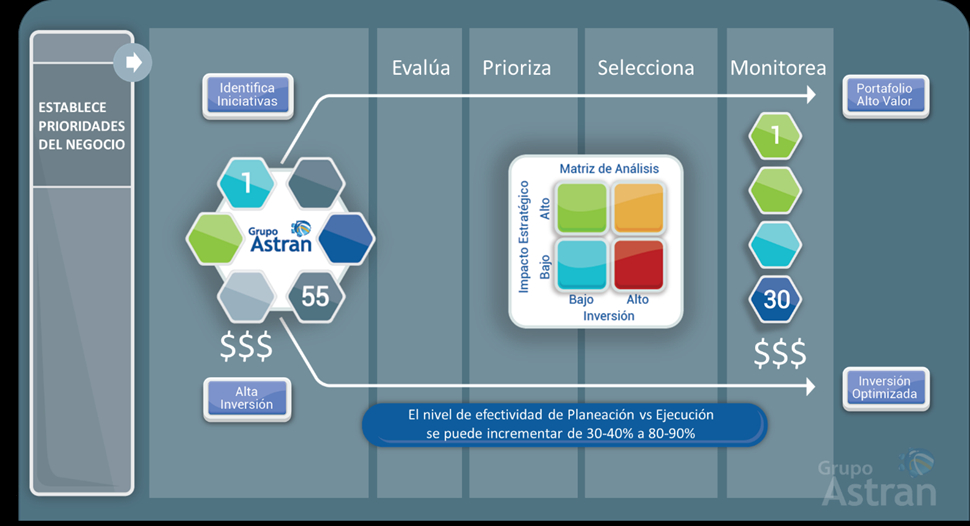 ESTABLECE
PRIORIDADES
DEL NEGOCIO
Identifica
Iniciativas
Evalúa
Prioriza
Selecciona
Monitorea
Portafolio
Alto Valor
1
Grupo
Astran
55
$$$
Alta
Inversión
Matriz de Análisis
Impacto Estratégico
Alto
Bajo
Bajo
Alto
Inversión
1
30
$$$
Inversión
Optimizada
El nivel de efectividad de Planeación vs Ejecución
se puede incrementar de 30-40% a 80-90%
Grupo
Astran